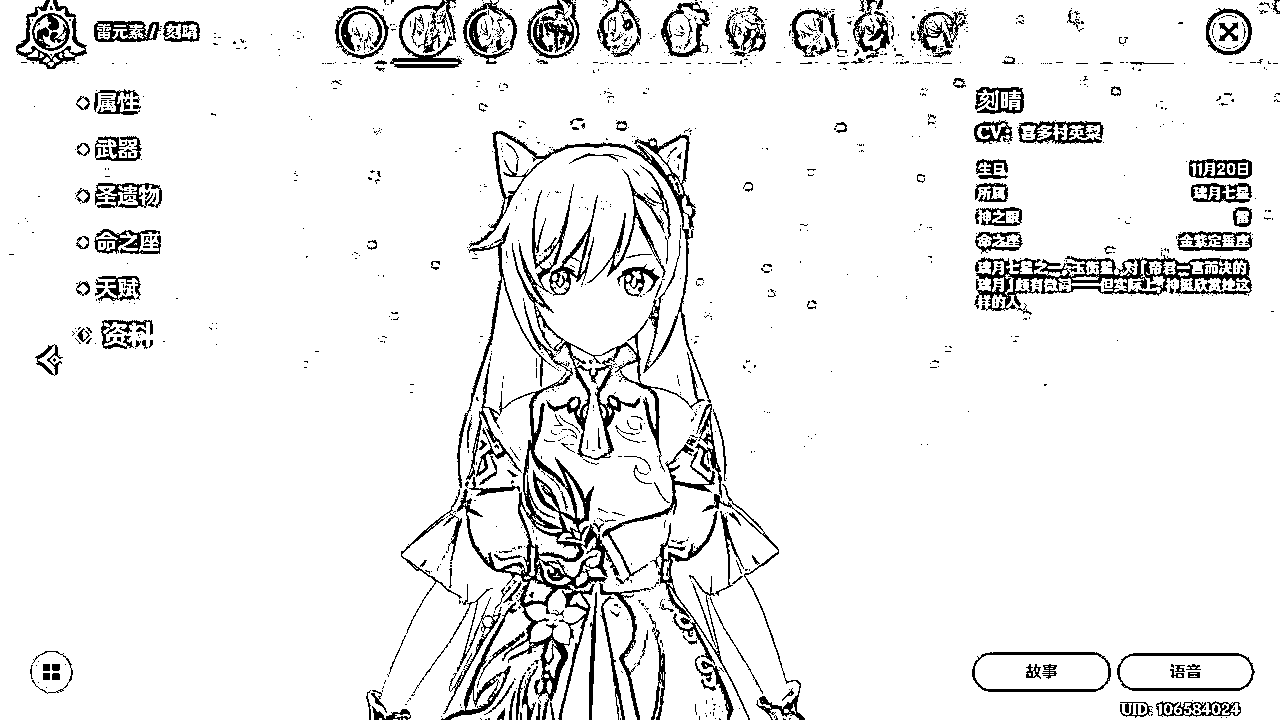 雷元素 / 刻晴
属性
武器
圣遗物
命之座
天赋
资料
刻晴
CV：喜多村英梨
生日 11月20日
所属 璃月七星
神之眼 雷
命之座 金紫定垂座
璃月七星之一，玉衡星。对「帝君一言而决的
璃月」颇有微词——但实际上，神挺欣赏她这
样的人。
故事
语音
UID: 106584024